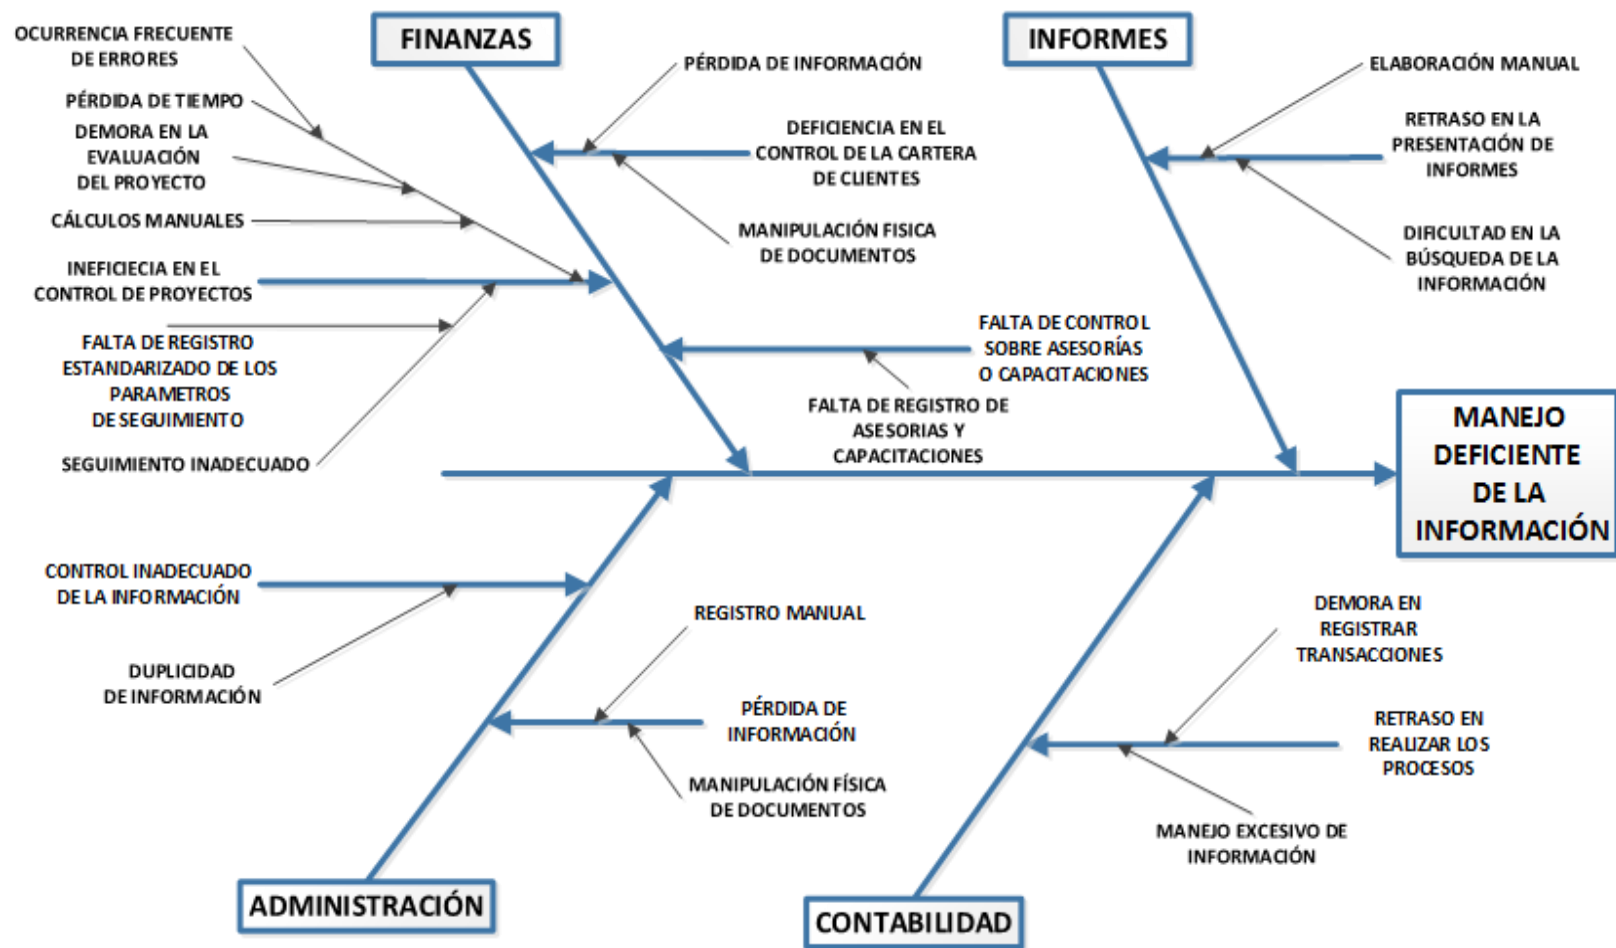 FINANZAS
INFORMES
OCURRENCIA FRECUENTE
DE ERRORES
PÉRDIDA DE TIEMPO
DEMORA EN LA
EVALUACIÓN
DEL PROYECTO
CÁLCULOS MANUALES
INEFICIECIA EN EL
CONTROL DE PROYECTOS
FALTA DE REGISTRO
ESTANDARIZADO DE LOS
PARAMETROS
DE SEGUIMIENTO
SEGUIMIENTO INADECUADO
PÉRDIDA DE INFORMACIÓN
DEFICIENCIA EN EL
CONTROL DE LA CARTERA
DE CLIENTES
MANIPULACIÓN FISICA
DE DOCUMENTOS
FALTA DE CONTROL
SOBRE ASESORÍAS
O CAPACITACIONES
FALTA DE REGISTRO DE
ASESORIAS Y
CAPACITACIONES
ELABORACIÓN MANUAL
RETRASO EN LA
PRESENTACIÓN DE
INFORMES
DIFICULTAD EN LA
BÚSQUEDA DE LA
INFORMACIÓN
MANEJO
DEFICIENTE
DE LA
INFORMACIÓN
CONTROL INADECUADO
DE LA INFORMACIÓN
DUPLICIDAD
DE INFORMACIÓN
REGISTRO MANUAL
PÉRDIDA DE
INFORMACIÓN
MANIPULACIÓN FÍSICA
DE DOCUMENTOS
DEMORA EN
REGISTRAR
TRANSACCIONES
RETRASO EN
REALIZAR LOS
PROCESOS
MANEJO EXCESIVO DE
INFORMACIÓN
ADMINISTRACIÓN
CONTABILIDAD